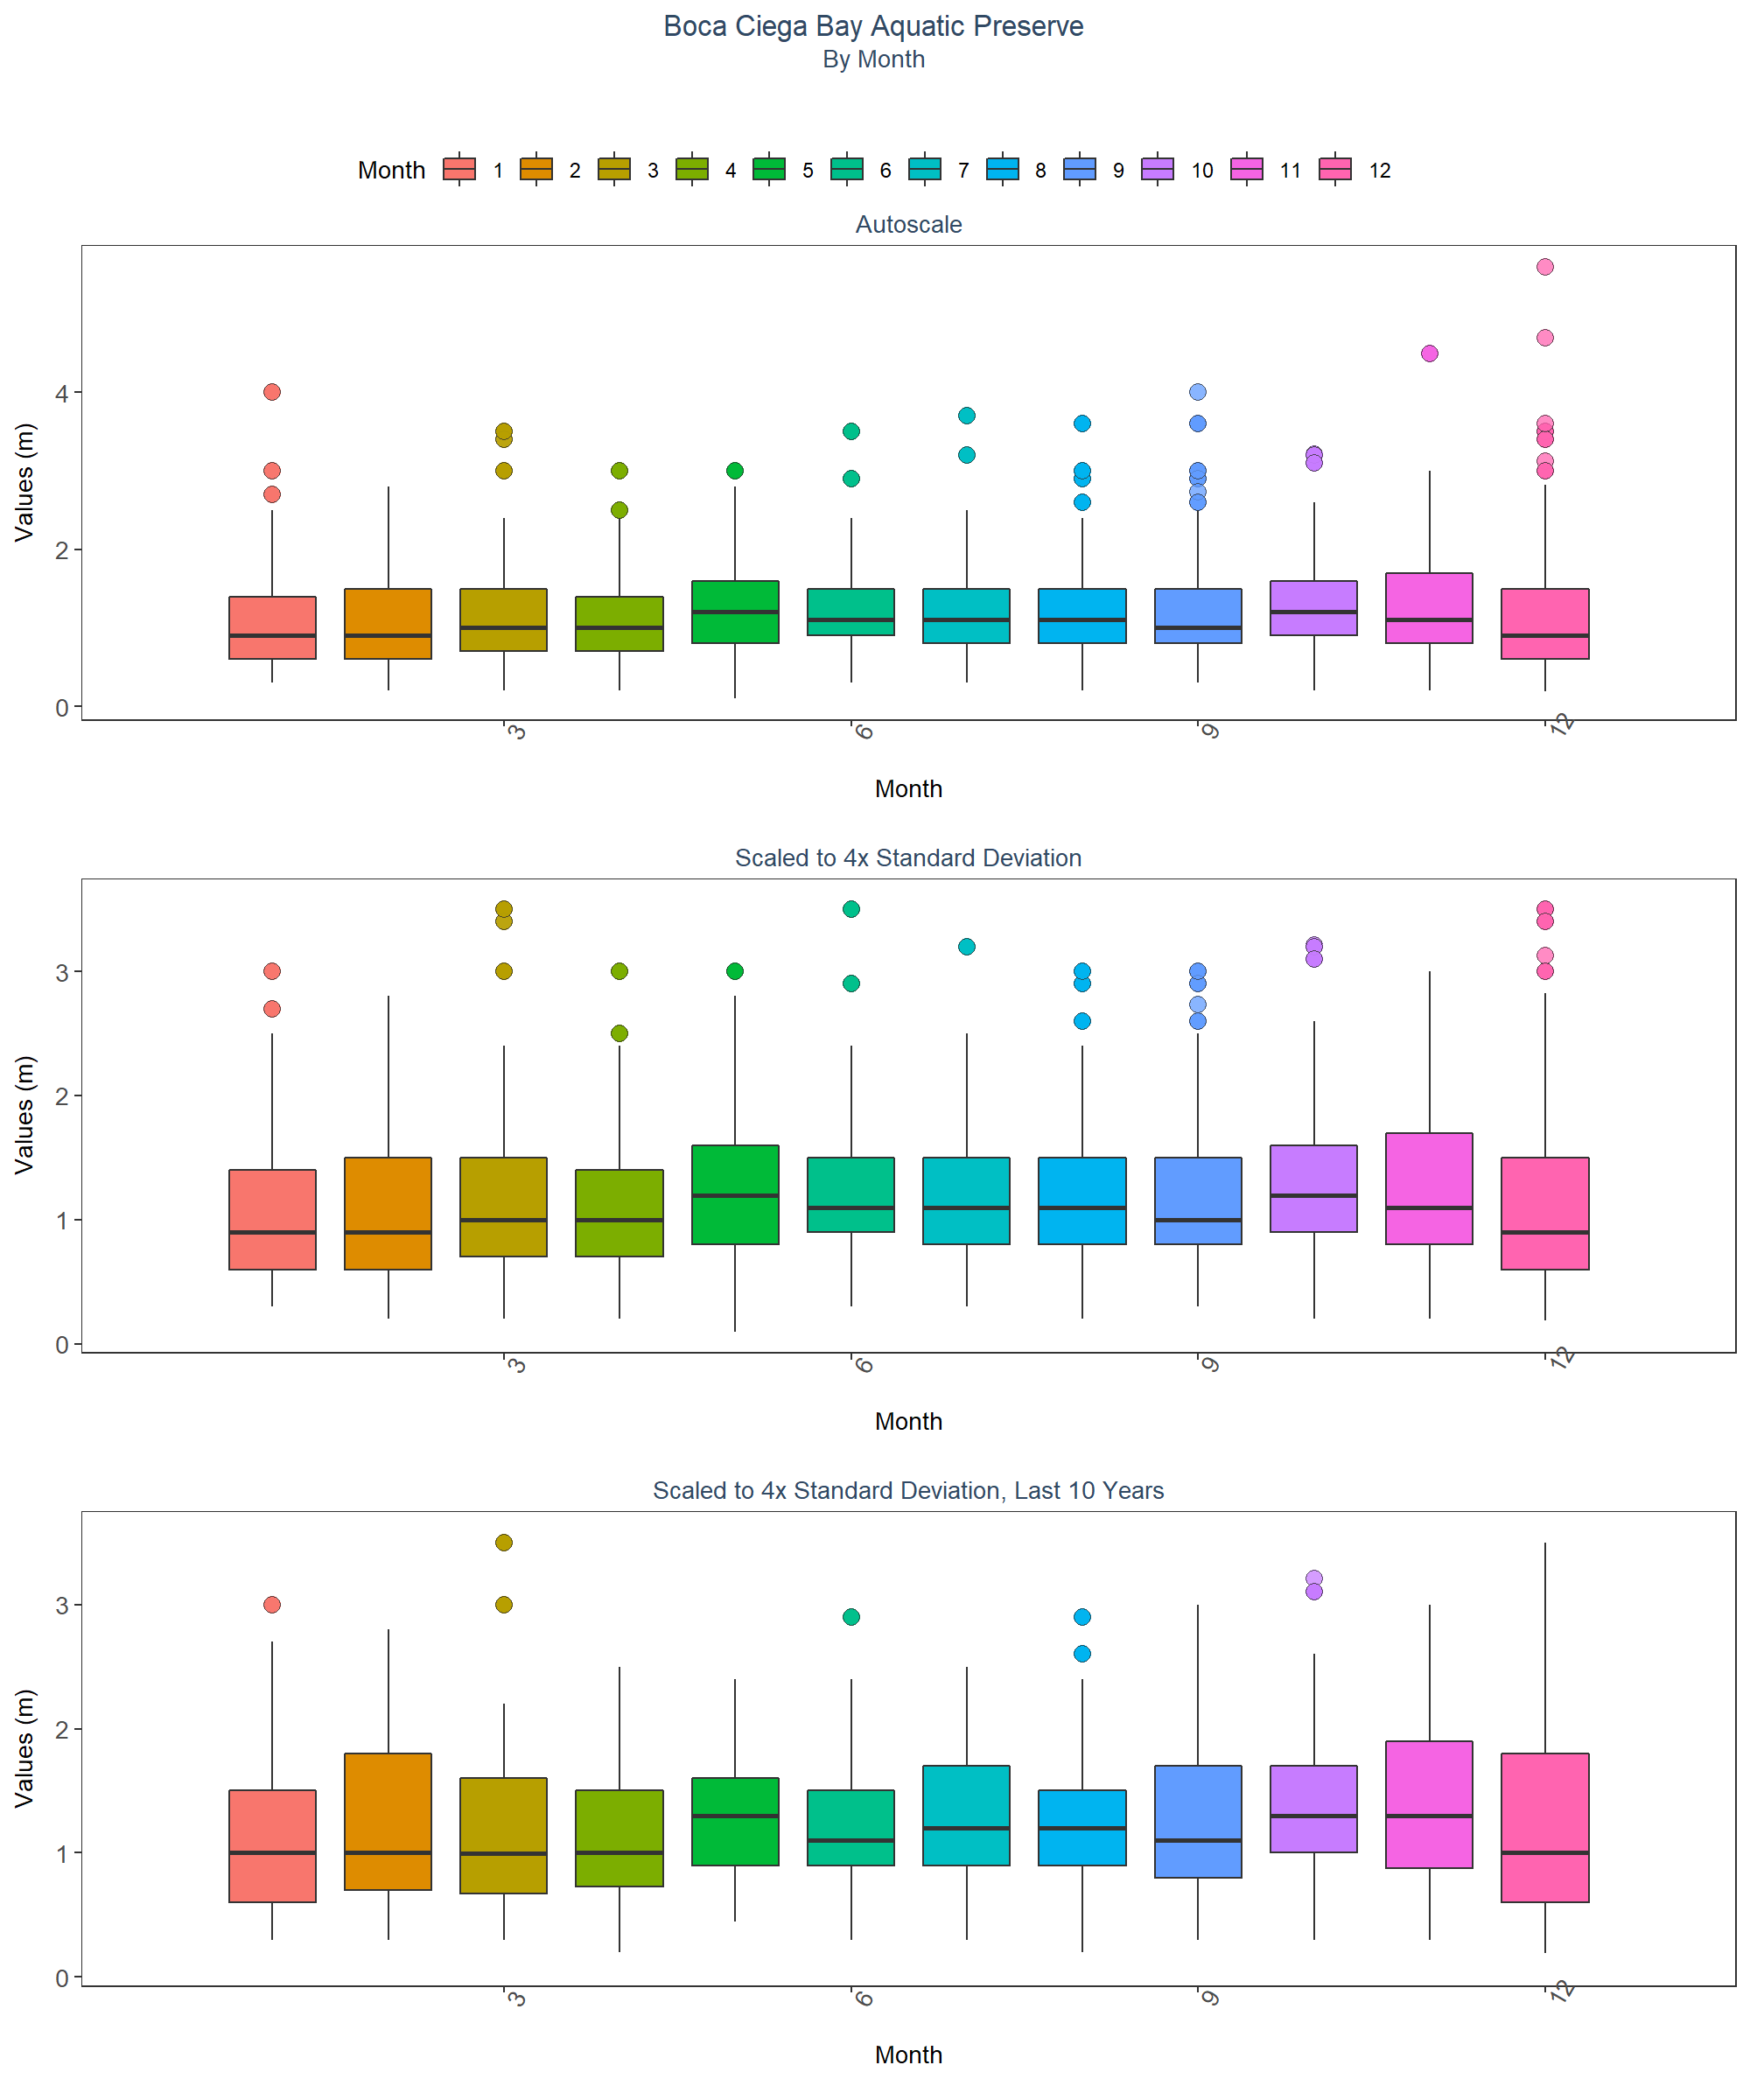 Boca Ciega Bay Aquatic Preserve
By Month
Month 1 2 3 4 5 6 7 8 9 10 11 12
Autoscale
Values (m)
4
2
0
3 6 9 12
Month
Scaled to 4x Standard Deviation
Values (m)
3
2
1
0
3 6 9 12
Month
Scaled to 4x Standard Deviation, Last 10 Years
Values (m)
3
2
1
0
3 6 9 12
Month